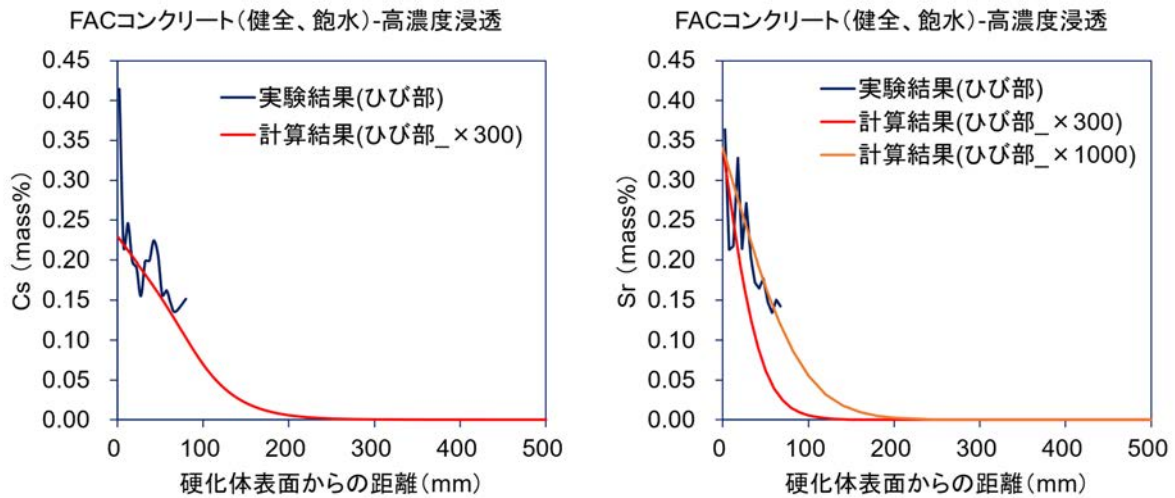 FACコンクリート(健全、飽水)-高濃度浸透
Cs (mass%)
0.45
0.40
0.35
0.30
0.25
0.20
0.15
0.10
0.05
0.00
実験結果(ひび部)
計算結果(ひび部_×300)
0 100 200 300 400 500
硬化体表面からの距離(mm)
FACコンクリート(健全、飽水)-高濃度浸透
Sr (mass%)
0.45
0.40
0.35
0.30
0.25
0.20
0.15
0.10
0.05
0.00
実験結果(ひび部)
計算結果(ひび部_×300)
計算結果(ひび部_×1000)
0 100 200 300 400 500
硬化体表面からの距離(mm)